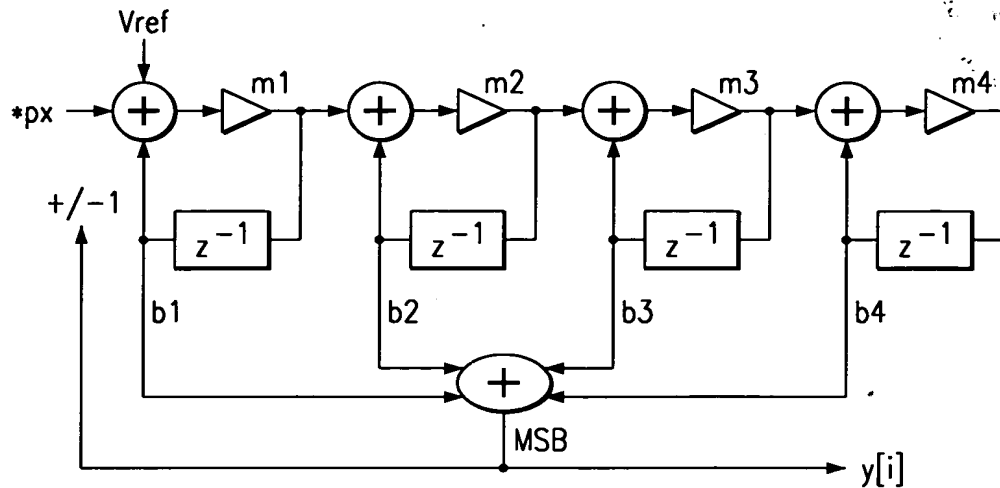 Vref
*px
+
m1
+
m2
+
m3
+
m4
+/-1
z⁻¹
z⁻¹
z⁻¹
z⁻¹
b1
b2
b3
b4
+
MSB
y[i]